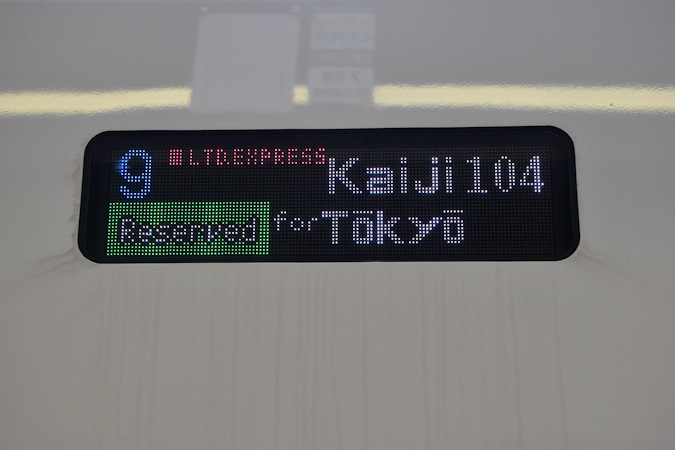 9 LTD.EXPRESS Kaiji 104
Reserved for Tōkyō